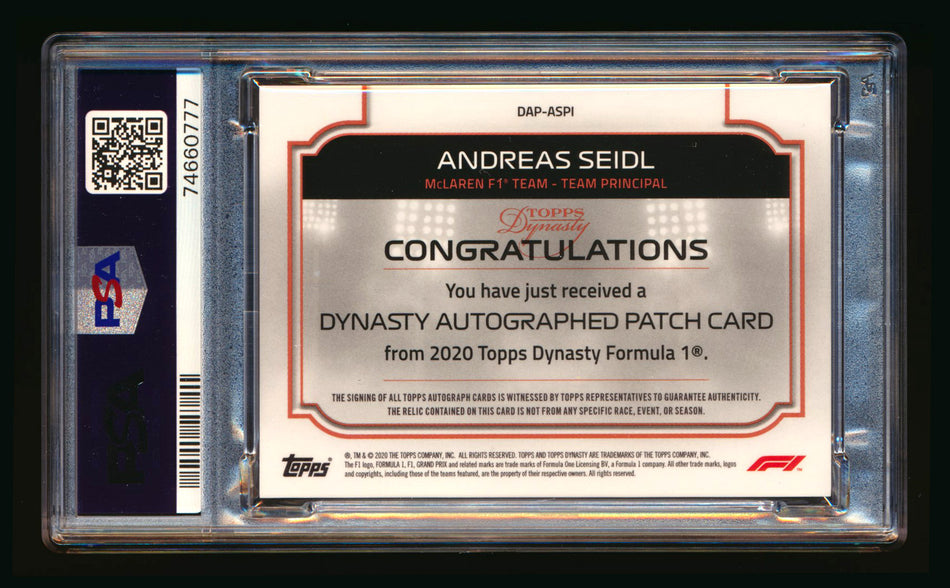 74660777
PSA
PSA
DAP-ASPI
ANDREAS SEIDL
McLAREN F1® TEAM - TEAM PRINCIPAL
TOPPS
Dynasty
CONGRATULATIONS
You have just received a
DYNASTY AUTOGRAPHED PATCH CARD
from 2020 Topps Dynasty Formula 1®.
THE SIGNING OF ALL TOPPS AUTOGRAPH CARDS IS WITNESSED BY TOPPS REPRESENTATIVES TO GUARANTEE AUTHENTICITY.
THE RELIC CONTAINED ON THIS CARD IS NOT FROM ANY SPECIFIC RACE, EVENT, OR SEASON.
topps®
®, TM & © 2020 THE TOPPS COMPANY, INC. ALL RIGHTS RESERVED. TOPPS AND TOPPS DYNASTY ARE TRADEMARKS OF THE TOPPS COMPANY, INC.
The F1 logo, FORMULA 1, F1, GRAND PRIX and related marks are trade marks of Formula One Licensing BV, a Formula 1 company. All other trade marks, logos
and copyrights, including those of the teams featured, are the property of their respective owners. All rights reserved.
F1™
PSA